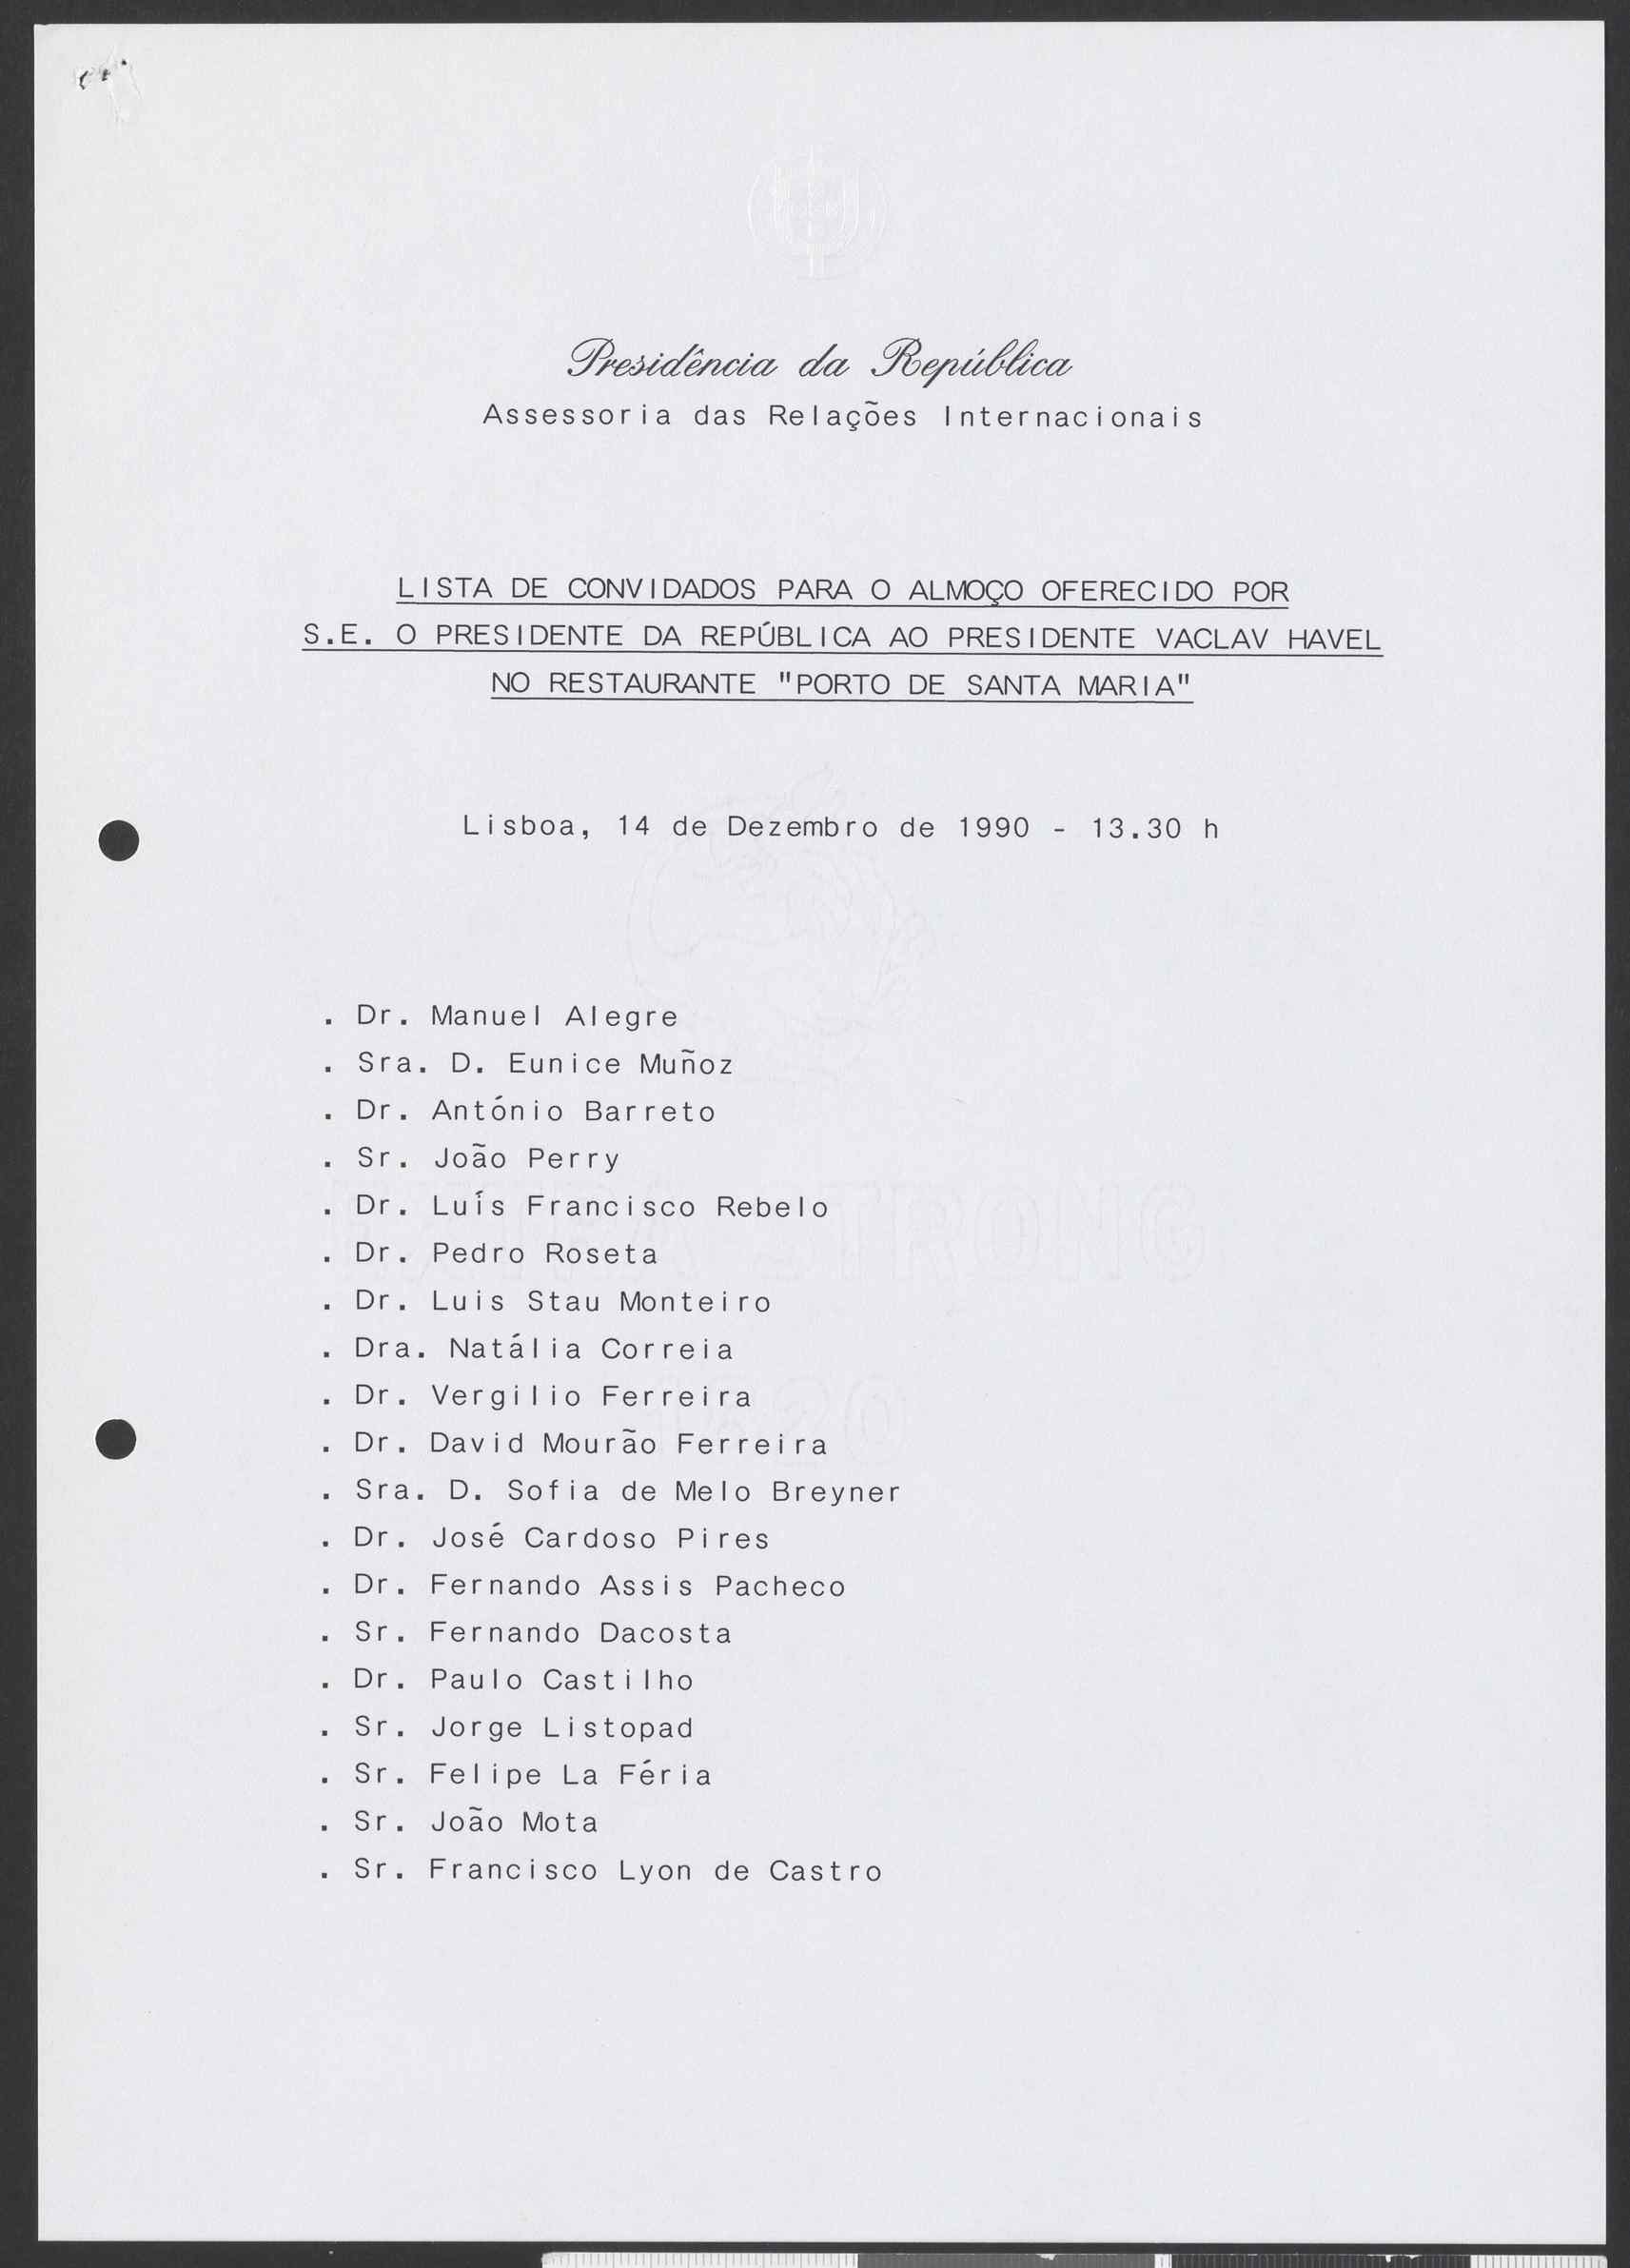 Presidência da República
Assessoria das Relações Internacionais
LISTA DE CONVIDADOS PARA O ALMOÇO OFERECIDO POR
S.E. O PRESIDENTE DA REPÚBLICA AO PRESIDENTE VACLAV HAVEL
NO RESTAURANTE "PORTO DE SANTA MARIA"
Lisboa, 14 de Dezembro de 1990 - 13.30 h
. Dr. Manuel Alegre
. Sra. D. Eunice Muñoz
. Dr. António Barreto
. Sr. João Perry
. Dr. Luís Francisco Rebelo
. Dr. Pedro Roseta
. Dr. Luis Stau Monteiro
. Dra. Natália Correia
. Dr. Vergilio Ferreira
. Dr. David Mourão Ferreira
. Sra. D. Sofia de Melo Breyner
. Dr. José Cardoso Pires
. Dr. Fernando Assis Pacheco
. Sr. Fernando Dacosta
. Dr. Paulo Castilho
. Sr. Jorge Listopad
. Sr. Felipe La Féria
. Sr. João Mota
. Sr. Francisco Lyon de Castro